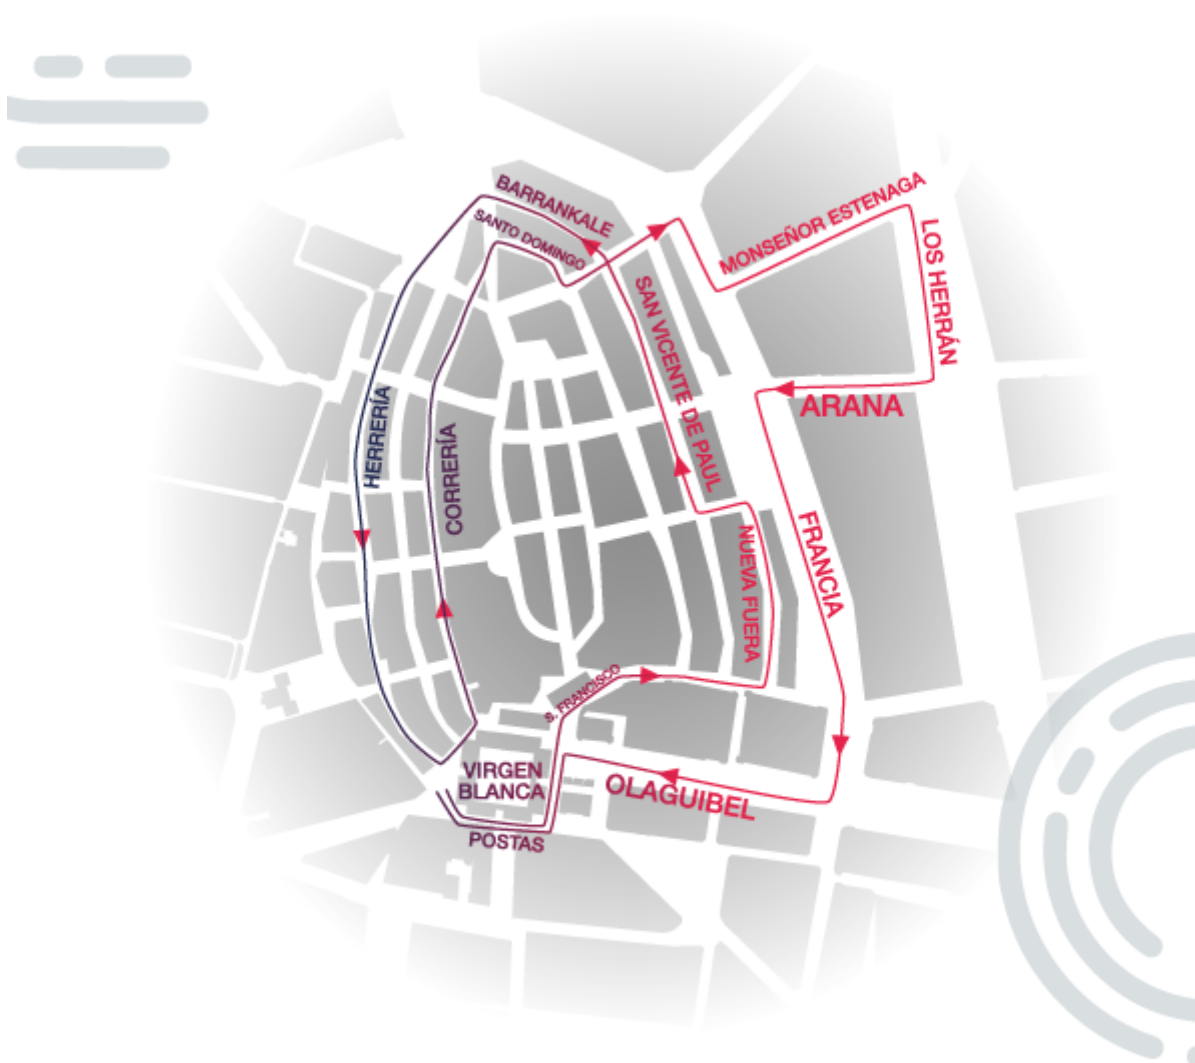 BARRANKALE
SANTO DOMINGO
MONSEÑOR ESTENAGA
LOS HERRÁN
SAN VICENTE DE PAUL
HERRERÍA
CORRERÍA
ARANA
FRANCIA
NUEVA FUERA
S. FRANCISCO
VIRGEN
BLANCA
OLAGUIBEL
POSTAS